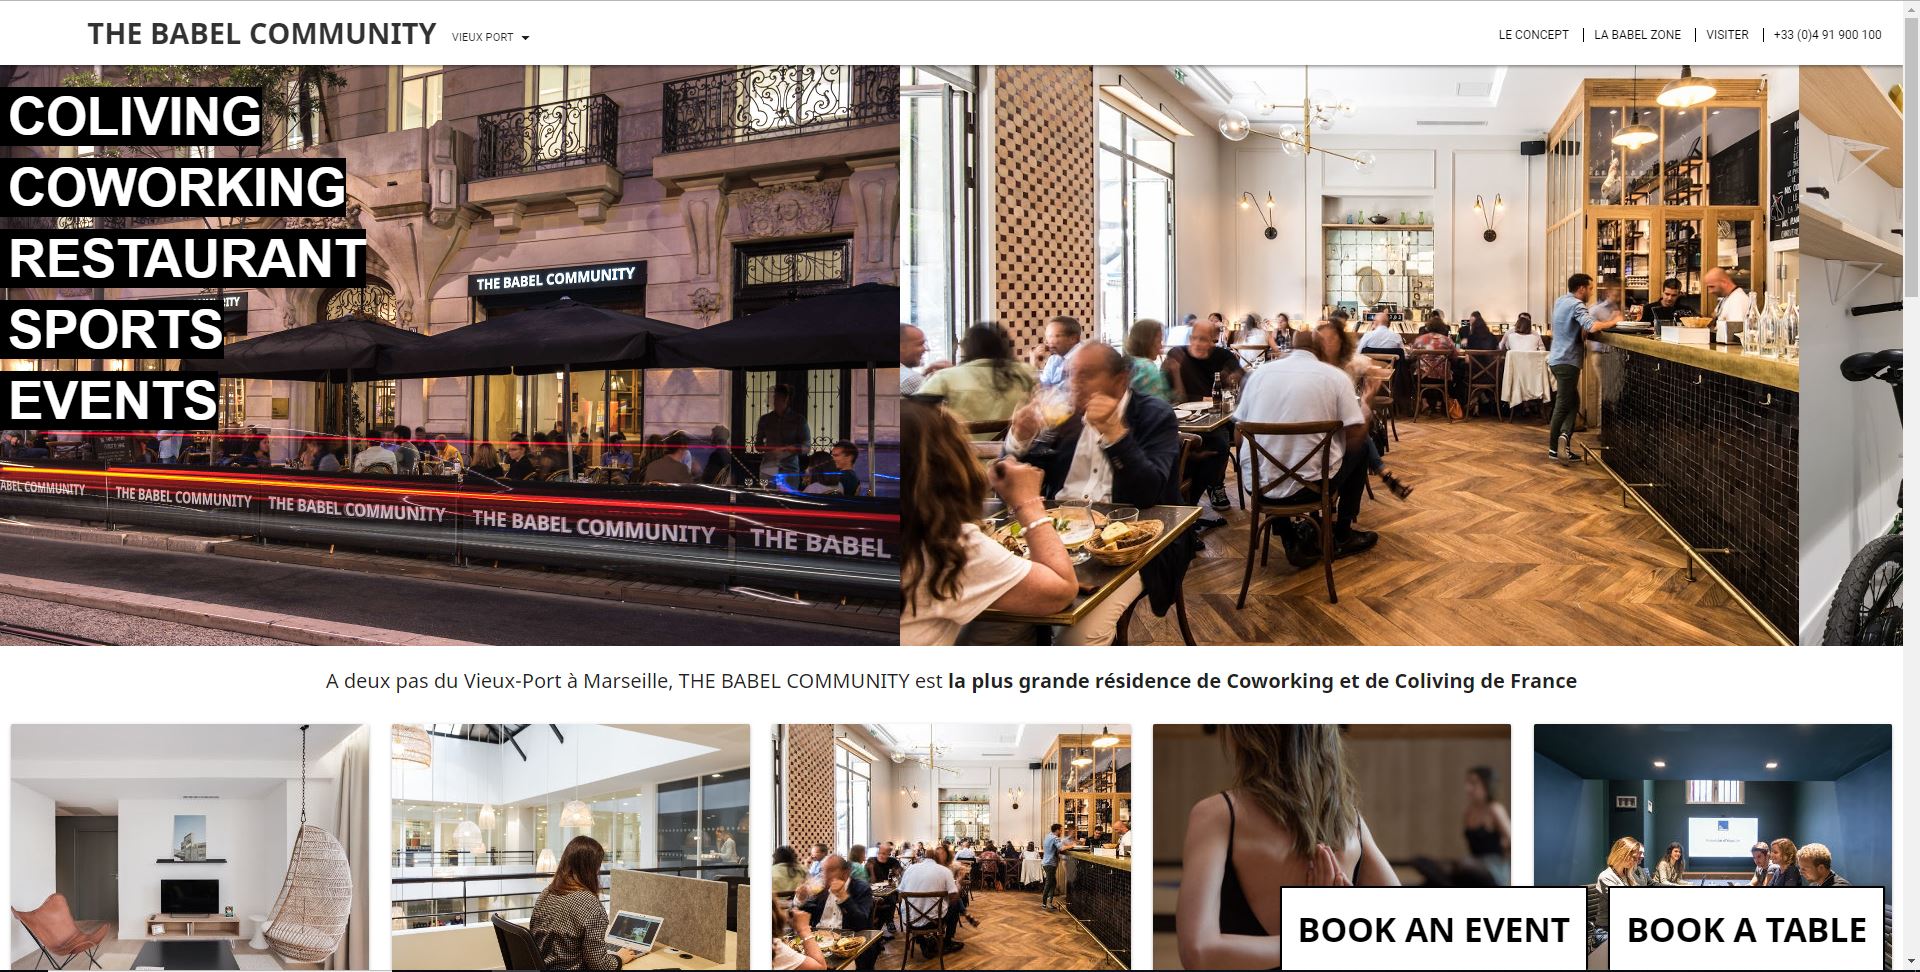 THE BABEL COMMUNITY
VIEUX PORT
LE CONCEPT
LA BABEL ZONE
VISITER
+33 (0)4 91 900 100
COLIVING
COWORKING
RESTAURANT
SPORTS
EVENTS
THE BABEL COMMUNITY
THE BABEL COMMUNITY
THE BABEL COMMUNITY
THE BABEL COMMUNITY
THE BABEL
A deux pas du Vieux-Port à Marseille, THE BABEL COMMUNITY est la plus grande résidence de Coworking et de Coliving de France
BOOK AN EVENT
BOOK A TABLE